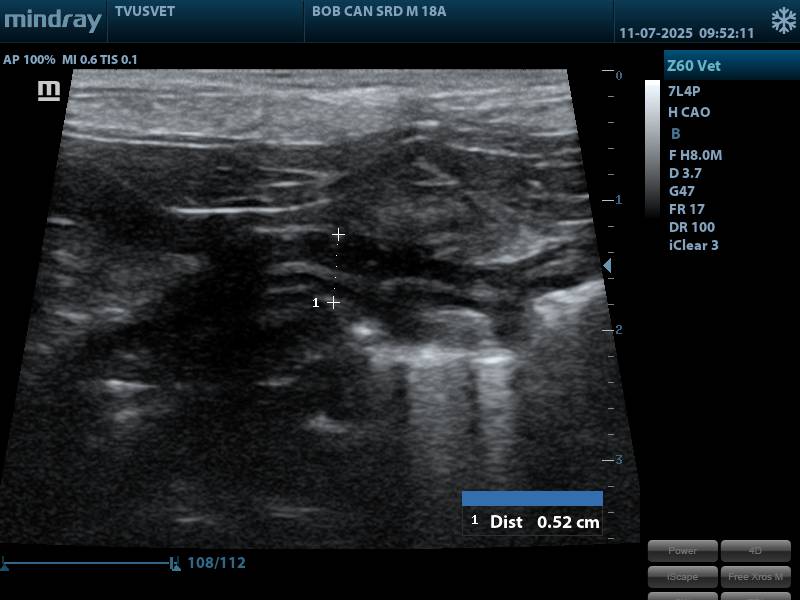 mindray
TVUSVET
BOB CAN SRD M 18A
11-07-2025 09:52:11
AP 100% MI 0.6 TIS 0.1
m
Z60 Vet
7L4P
H CAO
B
F H8.0M
D 3.7
G47
FR 17
DR 100
iClear 3
0
1
2
3
1
1 Dist 0.52 cm
108/112
Power
4D
iScape
Free Xros M